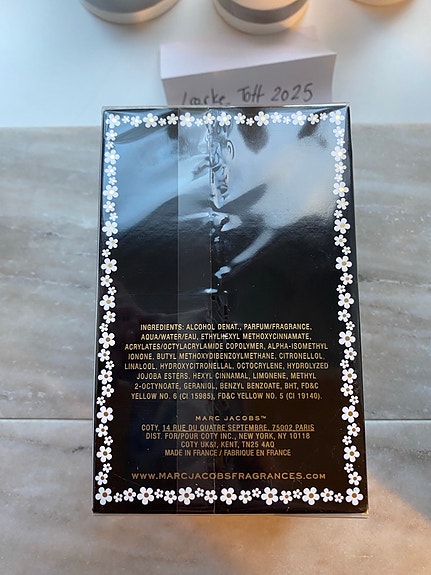 Toft 2025
INGREDIENTS: ALCOHOL DENAT., PARFUM/FRAGRANCE,
AQUA/WATER/EAU, ETHYLHEXYL METHOXYCINNAMATE,
ACRYLATES/OCTYLACRYLAMIDE COPOLYMER, ALPHA-ISOMETHYL
IONONE, BUTYL METHOXYDIBENZOYLMETHANE, CITRONELLOL,
LINALOOL, HYDROXYCITRONELLAL, OCTOCRYLENE, HYDROLYZED
JOJOBA ESTERS, HEXYL CINNAMAL, LIMONENE, METHYL
2-OCTYNOATE, GERANIOL, BENZYL BENZOATE, BHT, FD&C
YELLOW NO. 6 (CI 15985), FD&C YELLOW NO. 5 (CI 19140).
MARC JACOBS™
COTY, 14 RUE DU QUATRE SEPTEMBRE, 75002 PARIS
DIST. FOR/POUR COTY INC., NEW YORK, NY 10118
COTY UK&I, KENT, TN25 4AQ
MADE IN FRANCE / FABRIQUE EN FRANCE
WWW.MARCJACOBSFRAGRANCES.COM